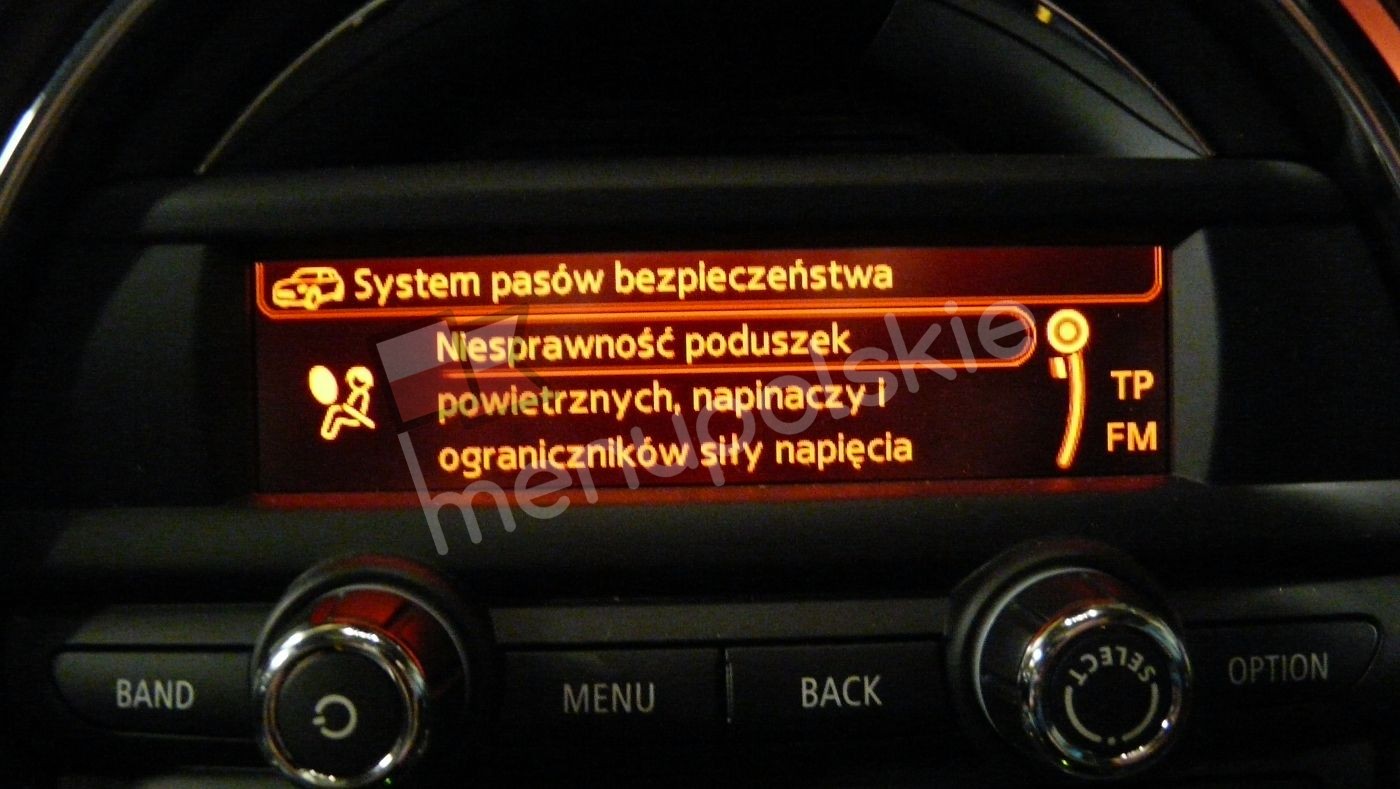 System pasów bezpieczeństwa
Niesprawność poduszek
powietrznych, napinaczy i
ograniczników siły napięcia
TP
FM
menupolskie
BAND
MENU
BACK
SELECT
OPTION